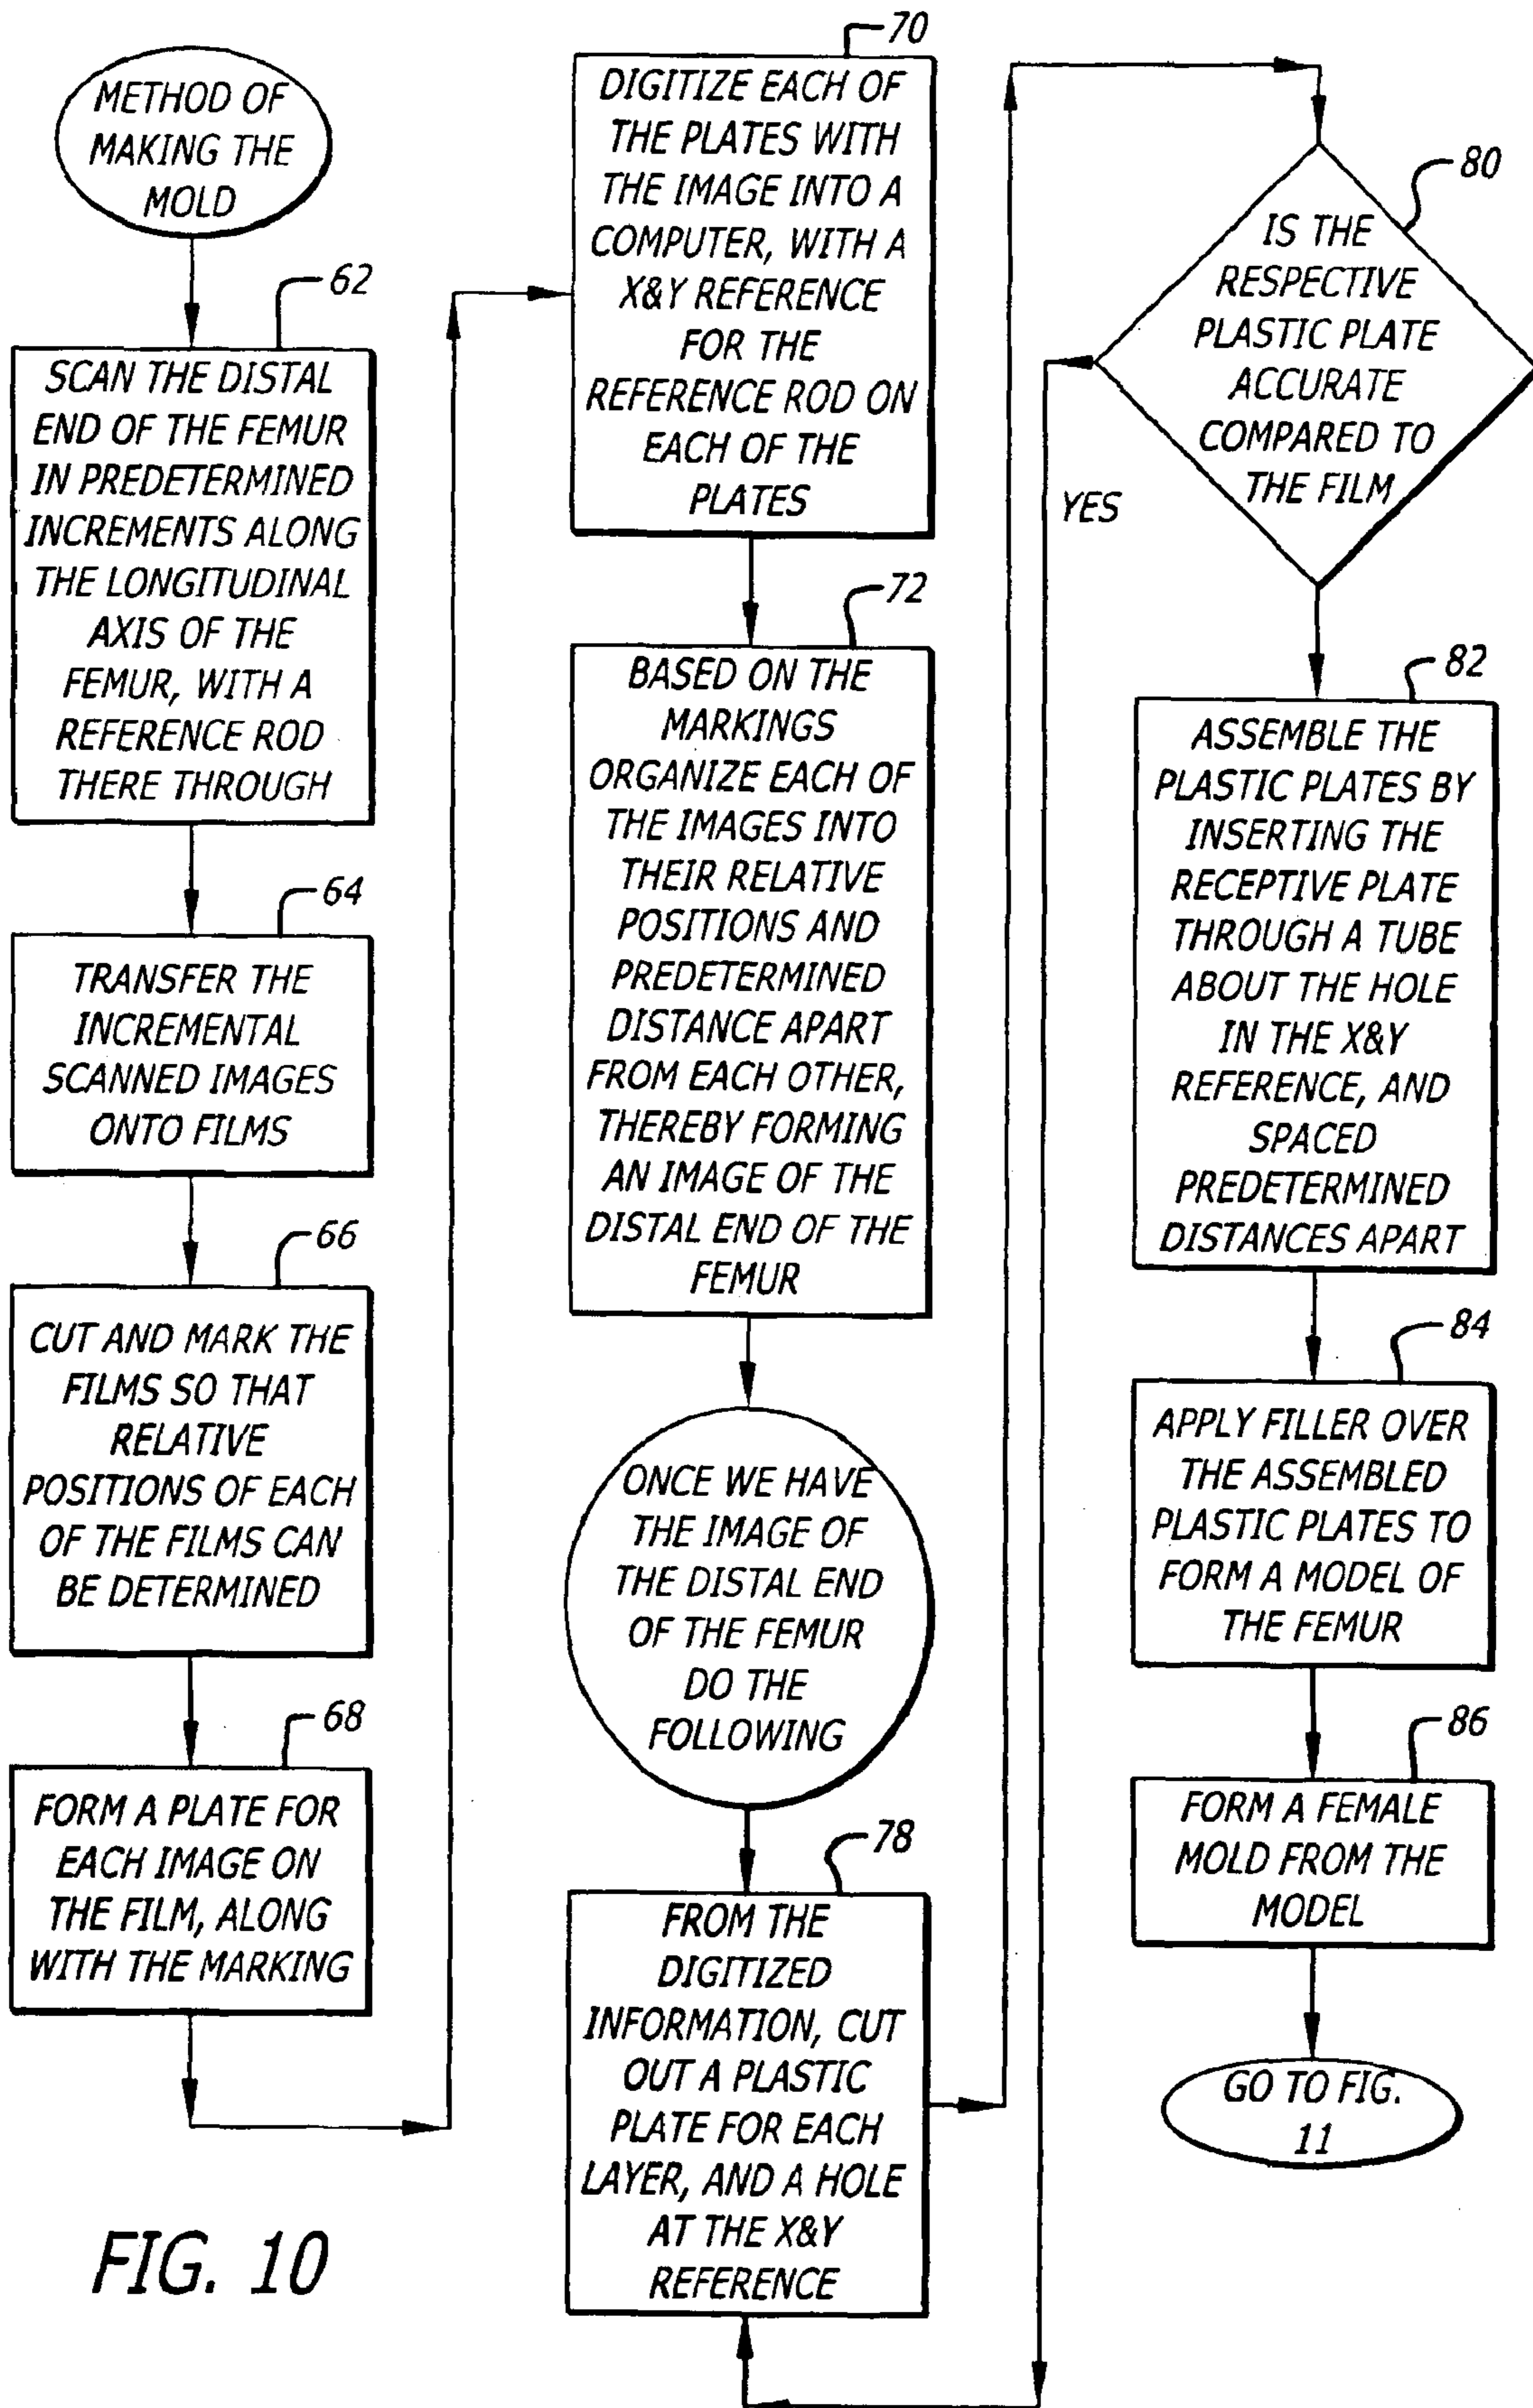 METHOD OF
MAKING THE
MOLD
62
SCAN THE DISTAL
END OF THE FEMUR
IN PREDETERMINED
INCREMENTS ALONG
THE LONGITUDINAL
AXIS OF THE
FEMUR, WITH A
REFERENCE ROD
THERE THROUGH
64
TRANSFER THE
INCREMENTAL
SCANNED IMAGES
ONTO FILMS
66
CUT AND MARK THE
FILMS SO THAT
RELATIVE
POSITIONS OF EACH
OF THE FILMS CAN
BE DETERMINED
68
FORM A PLATE FOR
EACH IMAGE ON
THE FILM, ALONG
WITH THE MARKING
70
DIGITIZE EACH OF
THE PLATES WITH
THE IMAGE INTO A
COMPUTER, WITH A
X&Y REFERENCE
FOR THE
REFERENCE ROD ON
EACH OF THE
PLATES
72
BASED ON THE
MARKINGS
ORGANIZE EACH OF
THE IMAGES INTO
THEIR RELATIVE
POSITIONS AND
PREDETERMINED
DISTANCE APART
FROM EACH OTHER,
THEREBY FORMING
AN IMAGE OF THE
DISTAL END OF THE
FEMUR
ONCE WE HAVE
THE IMAGE OF
THE DISTAL END
OF THE FEMUR
DO THE
FOLLOWING
78
FROM THE
DIGITIZED
INFORMATION, CUT
OUT A PLASTIC
PLATE FOR EACH
LAYER, AND A HOLE
AT THE X&Y
REFERENCE
80
IS THE
RESPECTIVE
PLASTIC PLATE
ACCURATE
COMPARED TO
THE FILM
YES
82
ASSEMBLE THE
PLASTIC PLATES BY
INSERTING THE
RECEPTIVE PLATE
THROUGH A TUBE
ABOUT THE HOLE
IN THE X&Y
REFERENCE, AND
SPACED
PREDETERMINED
DISTANCES APART
84
APPLY FILLER OVER
THE ASSEMBLED
PLASTIC PLATES TO
FORM A MODEL OF
THE FEMUR
86
FORM A FEMALE
MOLD FROM THE
MODEL
GO TO FIG.
11
FIG. 10